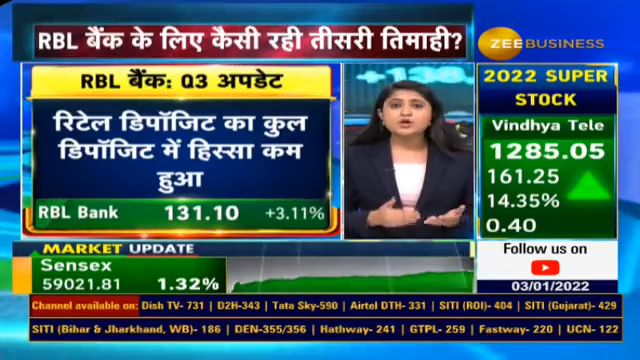 RBL बैंक के लिए कैसी रही तीसरी तिमाही?
ZEEBUSINESS
RBL बैंक: Q3 अपडेट
रिटेल डिपॉजिट का कुल
डिपॉजिट में हिस्सा कम
हुआ
RBL Bank 131.10 +3.11%
2022 SUPER
STOCK
Vindhya Tele
1285.05
161.25
14.35%
0.40
MARKET UPDATE
Sensex
59021.81 1.32%
Follow us on
03/01/2022
Channel available on: Dish TV- 731 | D2H-343 | Tata Sky-590 | Airtel DTH- 331 | SITI (ROI)- 404 | SITI (Gujarat)- 429
SITI (Bihar & Jharkhand, WB)- 186 | DEN-355/356 | Hathway- 241 | GTPL- 259 | Fastway- 220 | UCN- 122